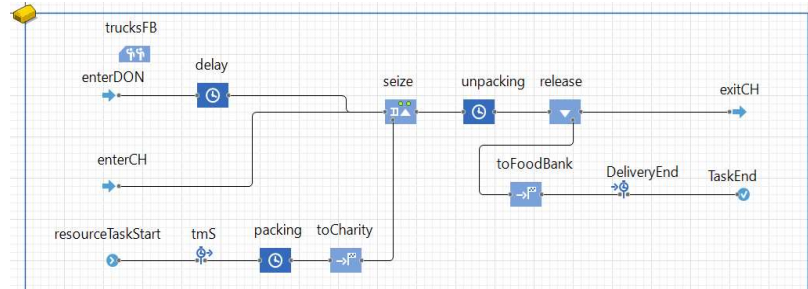 trucksFB
enterDON
delay
seize
unpacking
release
exitCH
enterCH
toFoodBank
DeliveryEnd
TaskEnd
resourceTaskStart
tmS
packing
toCharity